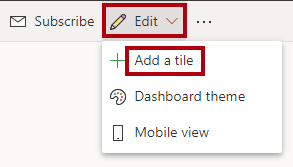 Subscribe Edit ...
Add a tile
Dashboard theme
Mobile view